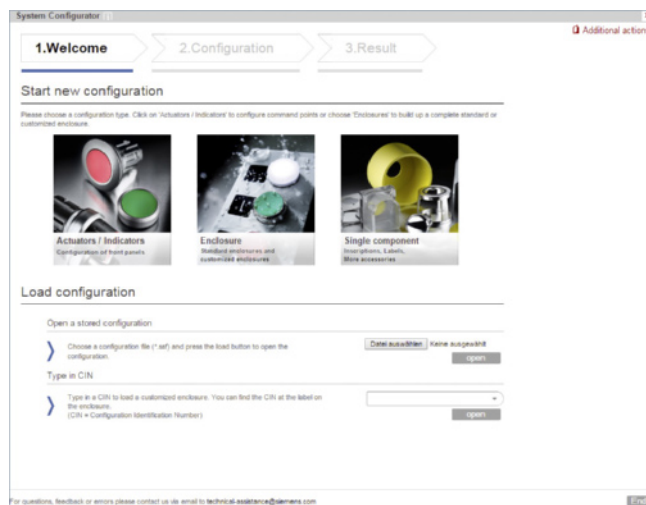 System Configurator
Additional action
1.Welcome
2.Configuration
3.Result
Start new configuration
Please choose a configuration type. Click on 'Actuators / Indicators' to configure command points or choose 'Enclosures' to build up a complete standard or
customized enclosure.
Actuators / Indicators
Configuration of front panels
Enclosure
Standard enclosures and
customized enclosures
Single component
Inscriptions, Labels,
More accessories
Load configuration
Open a stored configuration
Choose a configuration file (*.sef) and press the load button to open the
configuration.
Datei auswählen Keine ausgewählt
open
Type in CIN
Type in a CIN to load a customized enclosure. You can find the CIN at the label on
the enclosure.
(CIN = Configuration Identification Number)
open
For questions, feedback or errors please contact us via email to technical-assistance@siemens.com
End